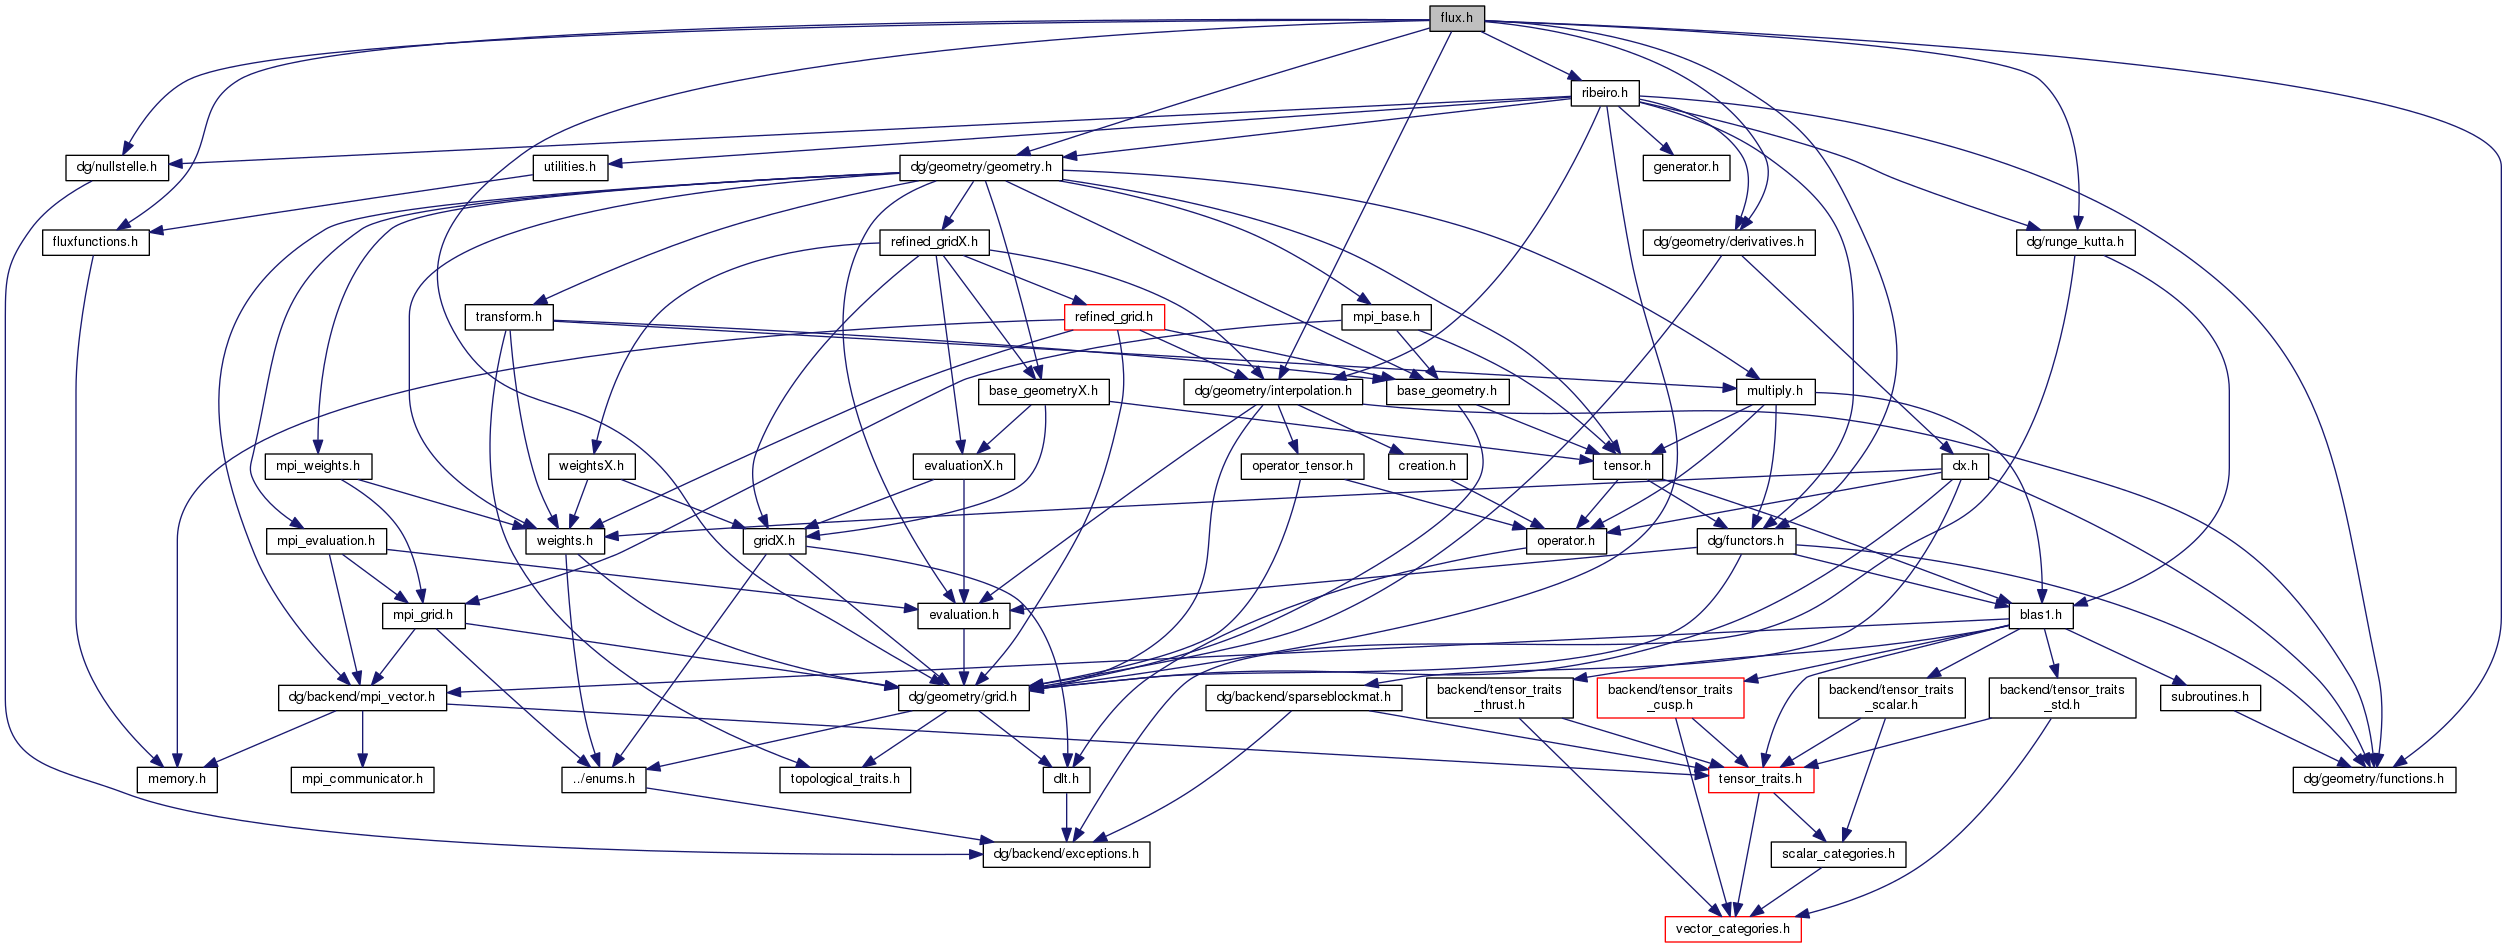 flux.h
ribeiro.h
dg/nullstelle.h
utilities.h
dg/geometry/geometry.h
generator.h
fluxfunctions.h
refined_gridX.h
dg/geometry/derivatives.h
dg/runge_kutta.h
transform.h
refined_grid.h
mpi_base.h
base_geometryX.h
dg/geometry/interpolation.h
base_geometry.h
multiply.h
mpi_weights.h
weightsX.h
evaluationX.h
operator_tensor.h
creation.h
tensor.h
dx.h
mpi_evaluation.h
weights.h
gridX.h
operator.h
dg/functors.h
mpi_grid.h
evaluation.h
blas1.h
dg/backend/mpi_vector.h
dg/geometry/grid.h
dg/backend/sparseblockmat.h
backend/tensor_traits
_thrust.h
backend/tensor_traits
_cusp.h
backend/tensor_traits
_scalar.h
backend/tensor_traits
_std.h
subroutines.h
memory.h
mpi_communicator.h
../enums.h
topological_traits.h
dlt.h
tensor_traits.h
dg/geometry/functions.h
dg/backend/exceptions.h
scalar_categories.h
vector_categories.h